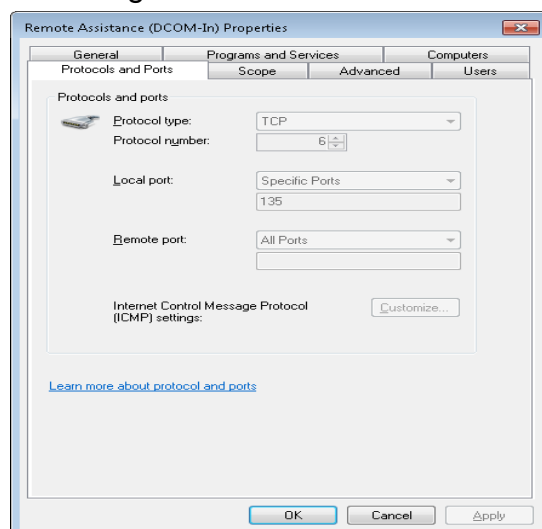 Remote Assistance (DCOM-In) Properties
General Programs and Services Computers
Protocols and Ports Scope Advanced Users
Protocols and ports
Protocol type: TCP
Protocol number: 6
Local port: Specific Ports
135
Remote port: All Ports
Internet Control Message Protocol
(ICMP) settings: Customize...
Learn more about protocol and ports
OK Cancel Apply